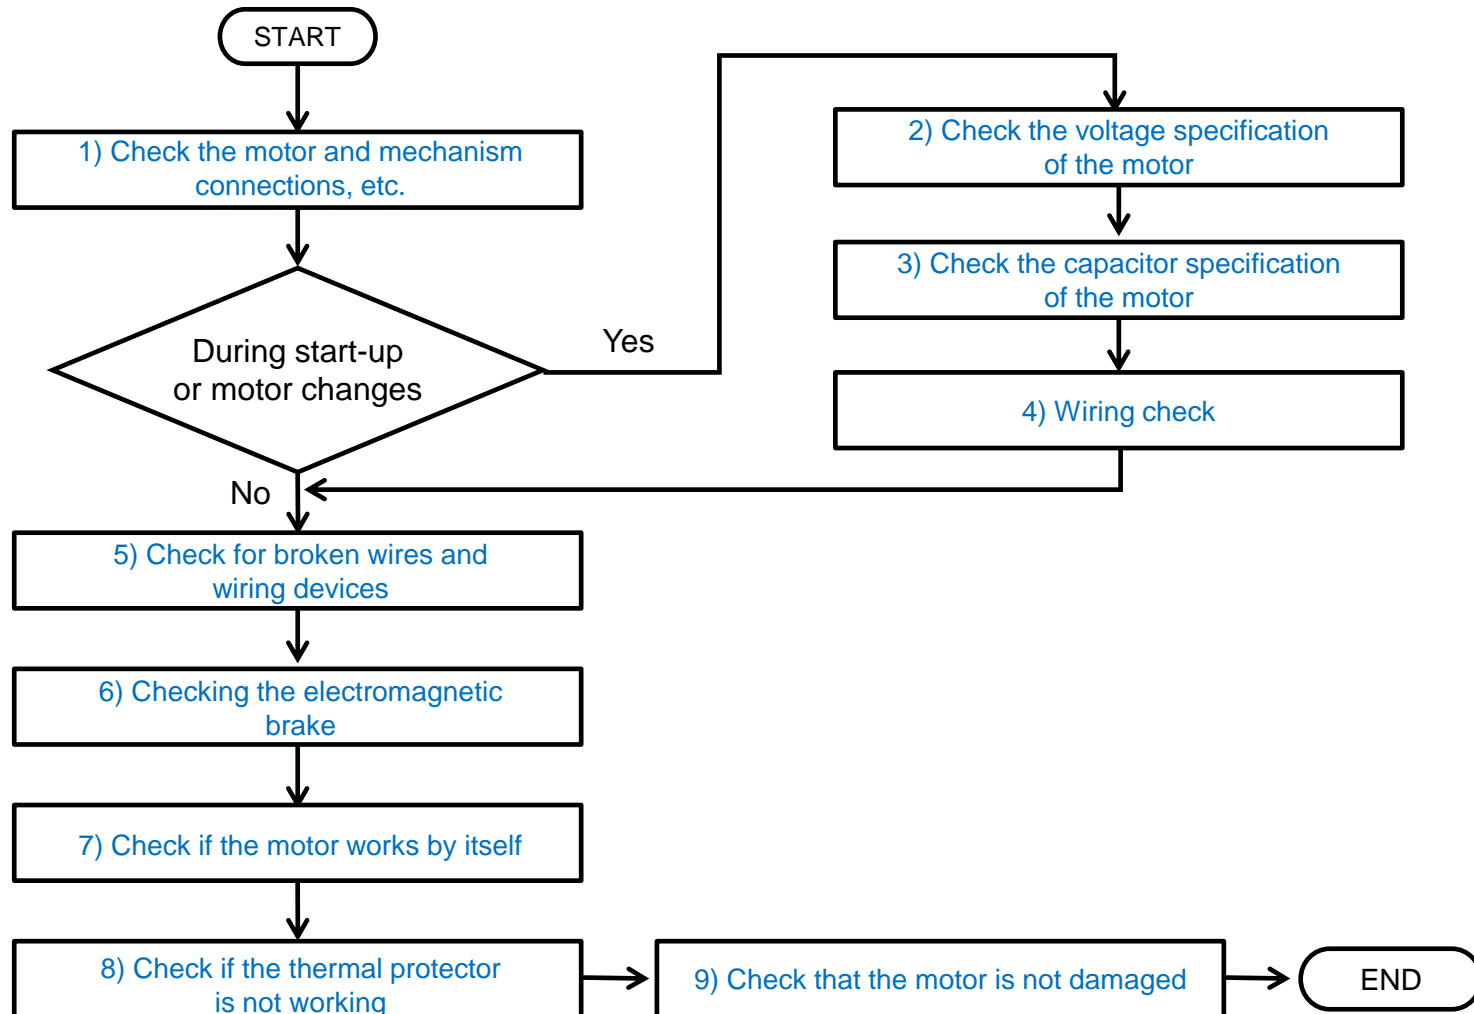 START
1) Check the motor and mechanism
connections, etc.
During start-up
or motor changes
Yes
2) Check the voltage specification
of the motor
3) Check the capacitor specification
of the motor
4) Wiring check
No
5) Check for broken wires and
wiring devices
6) Checking the electromagnetic
brake
7) Check if the motor works by itself
8) Check if the thermal protector
is not working
9) Check that the motor is not damaged
END